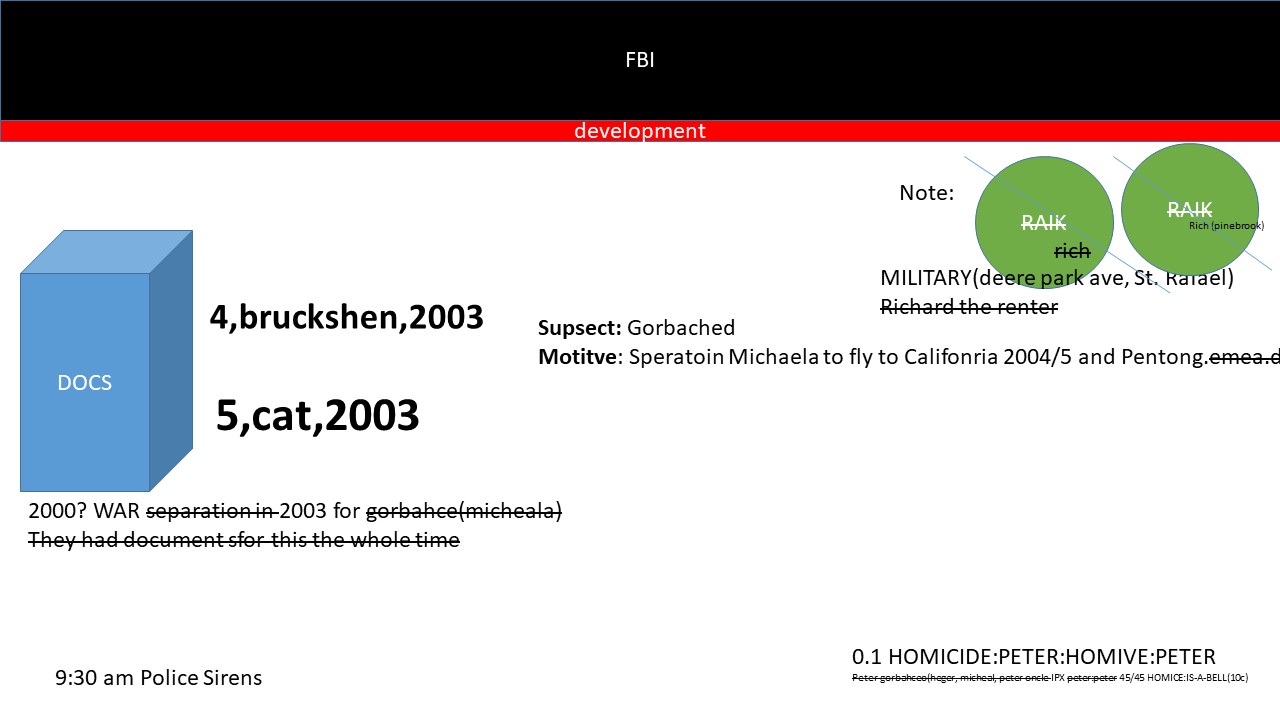 FBI
development
Note:
RAIK
RAIK
Rich (pinebrook)
rich
MILITARY(deere park ave, St. Rafael)
Richard the renter
DOCS
4,bruckshen,2003
5,cat,2003
Supsect: Gorbached
Motitve: Speratoin Michaela to fly to Califonria 2004/5 and Pentong.emea.d
2000? WAR separation in 2003 for gorbahce(micheala)
They had document sfor this the whole time
9:30 am Police Sirens
0.1 HOMICIDE:PETER:HOMIVE:PETER
Peter gorbahceo(heger, micheal, peter oncle IPX peter:peter 45/45 HOMICE:IS-A-BELL(10c)